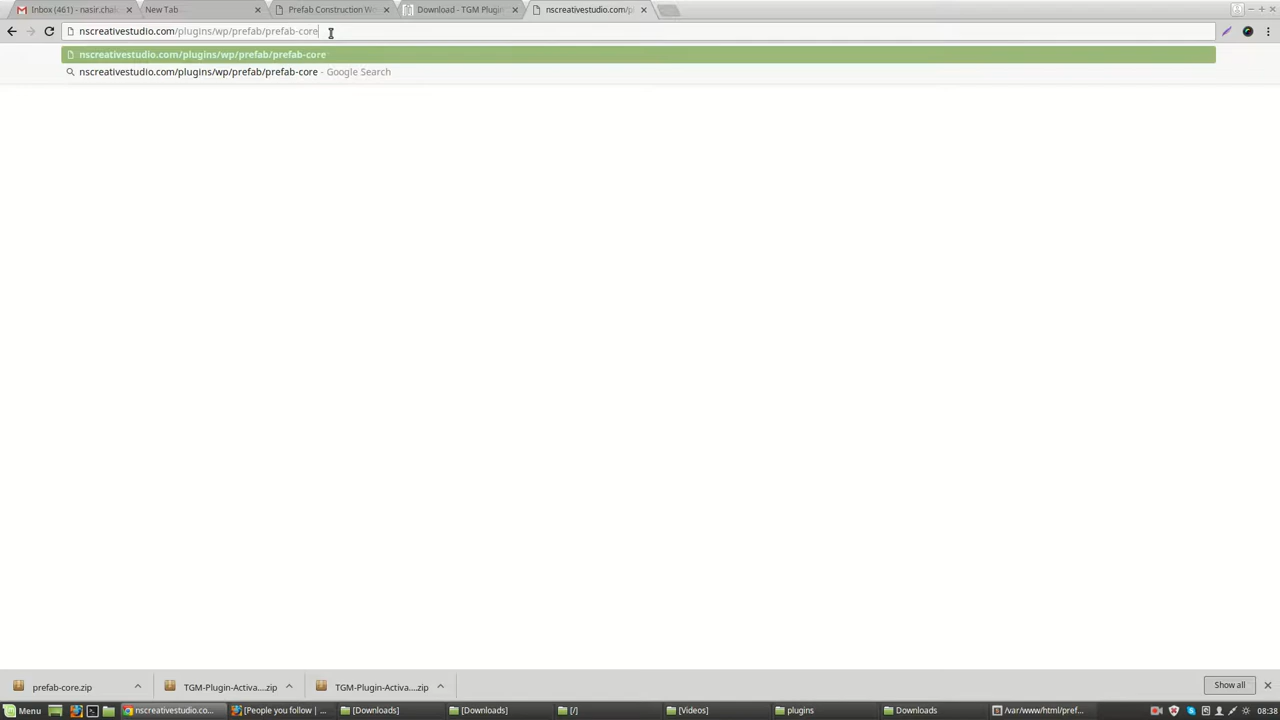 Inbox (461) - nasir.chak
New Tab
Prefab Construction Wo
Download - TGM Plugin
nscreativestudio.com/p
nscreativestudio.com/plugins/wp/prefab/prefab-core
nscreativestudio.com/plugins/wp/prefab/prefab-core
nscreativestudio.com/plugins/wp/prefab/prefab-core - Google Search
prefab-core.zip
TGM-Plugin-Activa....zip
TGM-Plugin-Activa....zip
Show all
Menu
nscreativestudio.co...
[People you follow | ...
[Downloads]
[Downloads]
[/]
[Videos]
plugins
Downloads
/var/www/html/pref...
08:38